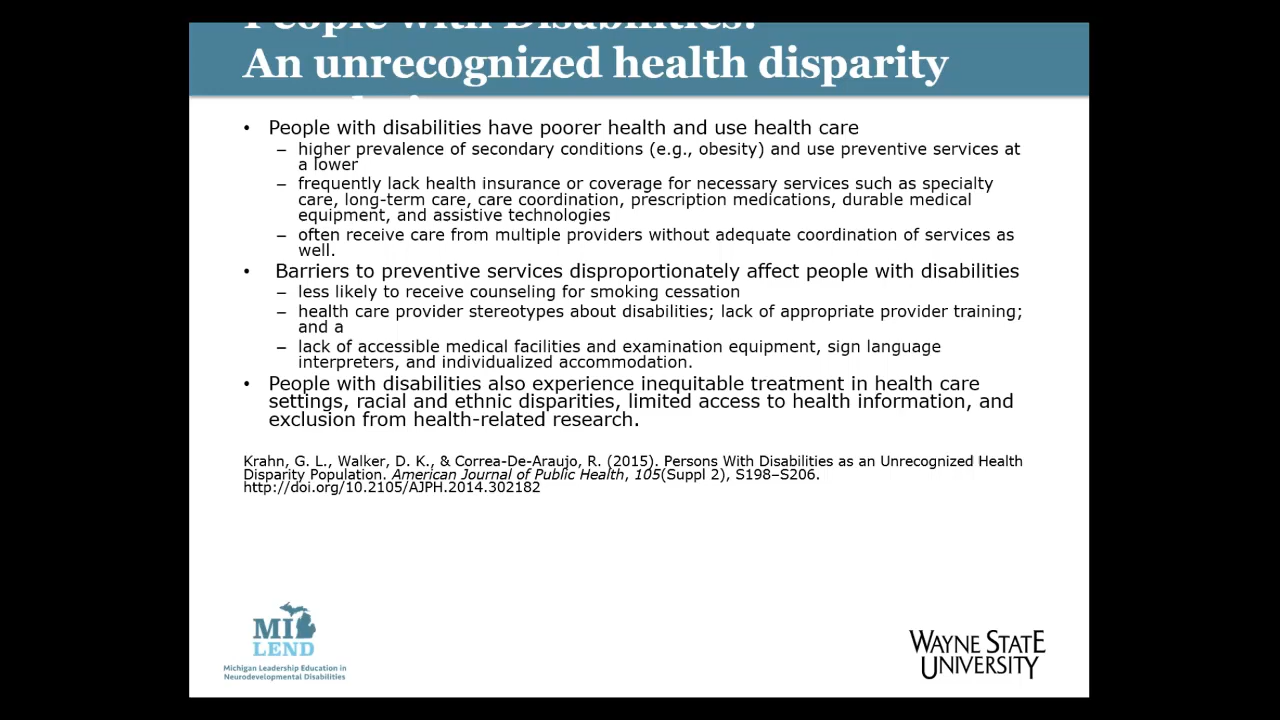 People with Disabilities:
An unrecognized health disparity
• People with disabilities have poorer health and use health care
– higher prevalence of secondary conditions (e.g., obesity) and use preventive services at
a lower
– frequently lack health insurance or coverage for necessary services such as specialty
care, long-term care, care coordination, prescription medications, durable medical
equipment, and assistive technologies
– often receive care from multiple providers without adequate coordination of services as
well.
• Barriers to preventive services disproportionately affect people with disabilities
– less likely to receive counseling for smoking cessation
– health care provider stereotypes about disabilities; lack of appropriate provider training;
and a
– lack of accessible medical facilities and examination equipment, sign language
interpreters, and individualized accommodation.
• People with disabilities also experience inequitable treatment in health care
settings, racial and ethnic disparities, limited access to health information, and
exclusion from health-related research.
Krahn, G. L., Walker, D. K., & Correa-De-Araujo, R. (2015). Persons With Disabilities as an Unrecognized Health
Disparity Population. American Journal of Public Health, 105(Suppl 2), S198–S206.
http://doi.org/10.2105/AJPH.2014.302182
MI
LEND
Michigan Leadership Education in
Neurodevelopmental Disabilities
WAYNE STATE
UNIVERSITY